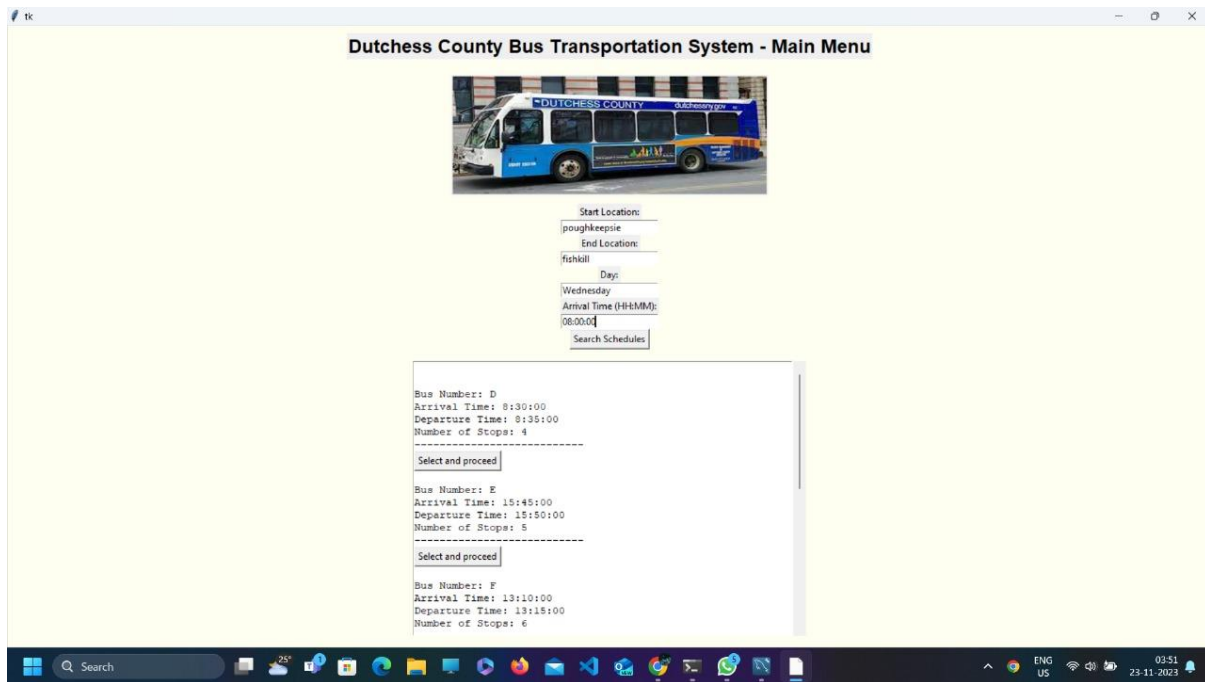 tk
Dutchess County Bus Transportation System - Main Menu
DUTCHESS COUNTY
dutchessny.gov
Start Location:
poughkeepsie
End Location:
fishkill
Day:
Wednesday
Arrival Time (HH:MM):
08:00:00
Search Schedules
Bus Number: D
Arrival Time: 8:30:00
Departure Time: 8:35:00
Number of Stops: 4
---------------------------
Select and proceed
Bus Number: E
Arrival Time: 15:45:00
Departure Time: 15:50:00
Number of Stops: 5
---------------------------
Select and proceed
Bus Number: F
Arrival Time: 13:10:00
Departure Time: 13:15:00
Number of Stops: 6
Search
25°
1
5
ENG
US
03:51
23-11-2023